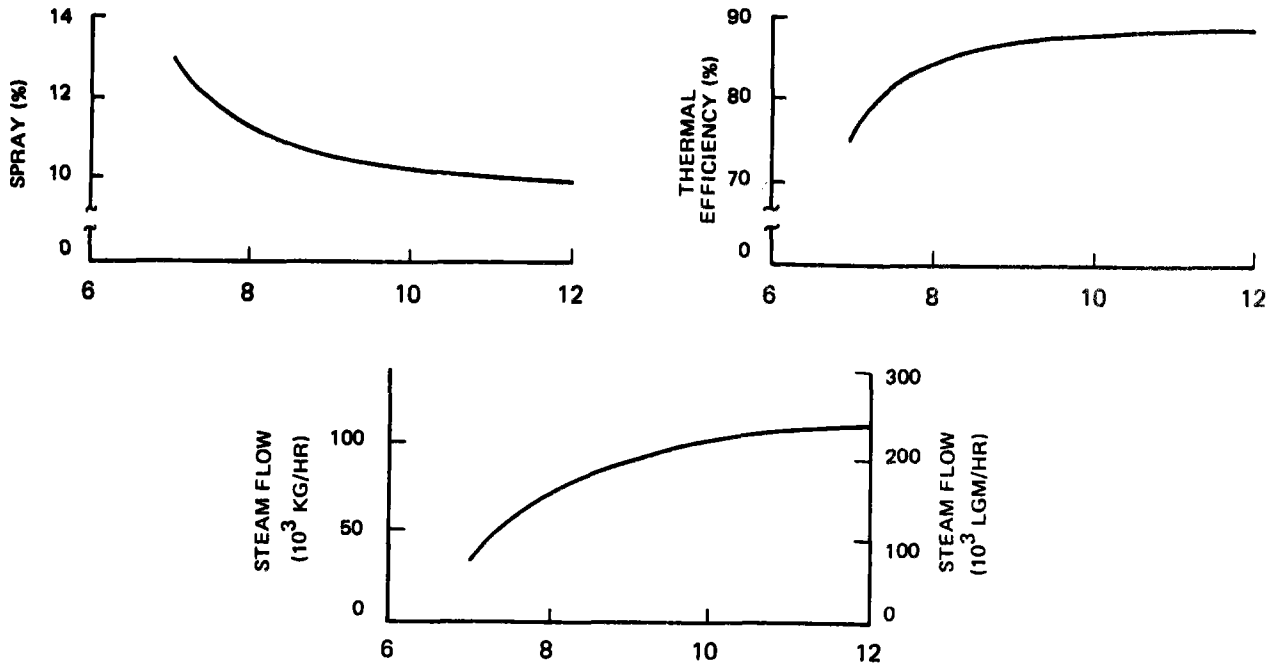 SPRAY (%)
14
12
10
0
6 8 10 12
THERMAL
EFFICIENCY (%)
90
80
70
0
6 8 10 12
STEAM FLOW
(10³ KG/HR)
100
50
0
6 8 10 12
300
200
100
0
STEAM FLOW
(10³ LGM/HR)